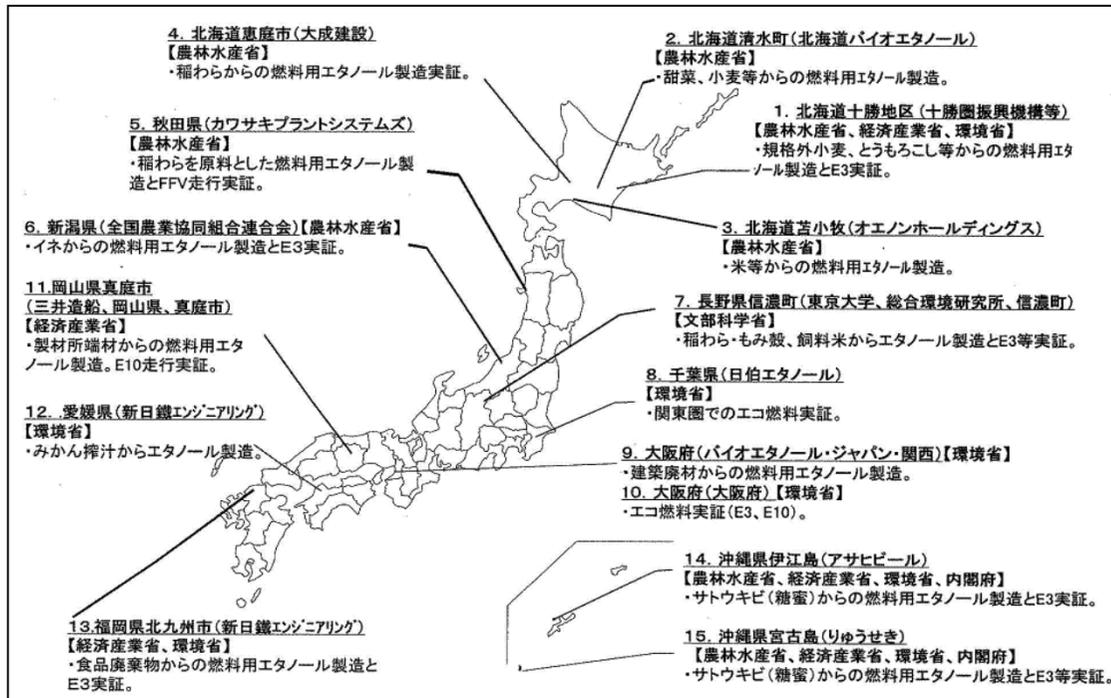 4. 北海道恵庭市(大成建設)
【農林水産省】
・稲わらからの燃料用エタノール製造実証。
2. 北海道清水町(北海道バイオエタノール)
【農林水産省】
・甜菜、小麦等からの燃料用エタノール製造。
1. 北海道十勝地区(十勝圏振興機構等)
【農林水産省、経済産業省、環境省】
・規格外小麦、とうもろこし等からの燃料用エタ
ノール製造とE3実証。
5. 秋田県(カワサキプラントシステムズ)
【農林水産省】
・稲わらを原料とした燃料用エタノール製
造とFFV走行実証。
6. 新潟県(全国農業協同組合連合会)【農林水産省】
・イネからの燃料用エタノール製造とE3実証。
3. 北海道苫小牧(オエノンホールディングス)
【農林水産省】
・米等からの燃料用エタノール製造。
11.岡山県真庭市
(三井造船、岡山県、真庭市)
【経済産業省】
・製材所端材からの燃料用エタ
ノール製造。E10走行実証。
7. 長野県信濃町(東京大学、総合環境研究所、信濃町)
【文部科学省】
・稲わら・もみ殻、飼料米からエタノール製造とE3等実証。
8. 千葉県(日伯エタノール)
【環境省】
・関東圏でのエコ燃料実証。
12. .愛媛県(新日鐵エンジニアリング)
【環境省】
・みかん搾汁からエタノール製造。
9. 大阪府(バイオエタノール・ジャパン・関西)【環境省】
・建築廃材からの燃料用エタノール製造。
10. 大阪府(大阪府)【環境省】
・エコ燃料実証(E3、E10)。
14. 沖縄県伊江島(アサヒビール)
【農林水産省、経済産業省、環境省、内閣府】
・サトウキビ(糖蜜)からの燃料用エタノール製造とE3実証。
13.福岡県北九州市(新日鐵エンジニアリング)
【経済産業省、環境省】
・食品廃棄物からの燃料用エタノール製造と
E3実証。
15. 沖縄県宮古島(りゅうせき)
【農林水産省、経済産業省、環境省、内閣府】
・サトウキビ(糖蜜)からの燃料用エタノール製造とE3等実証。